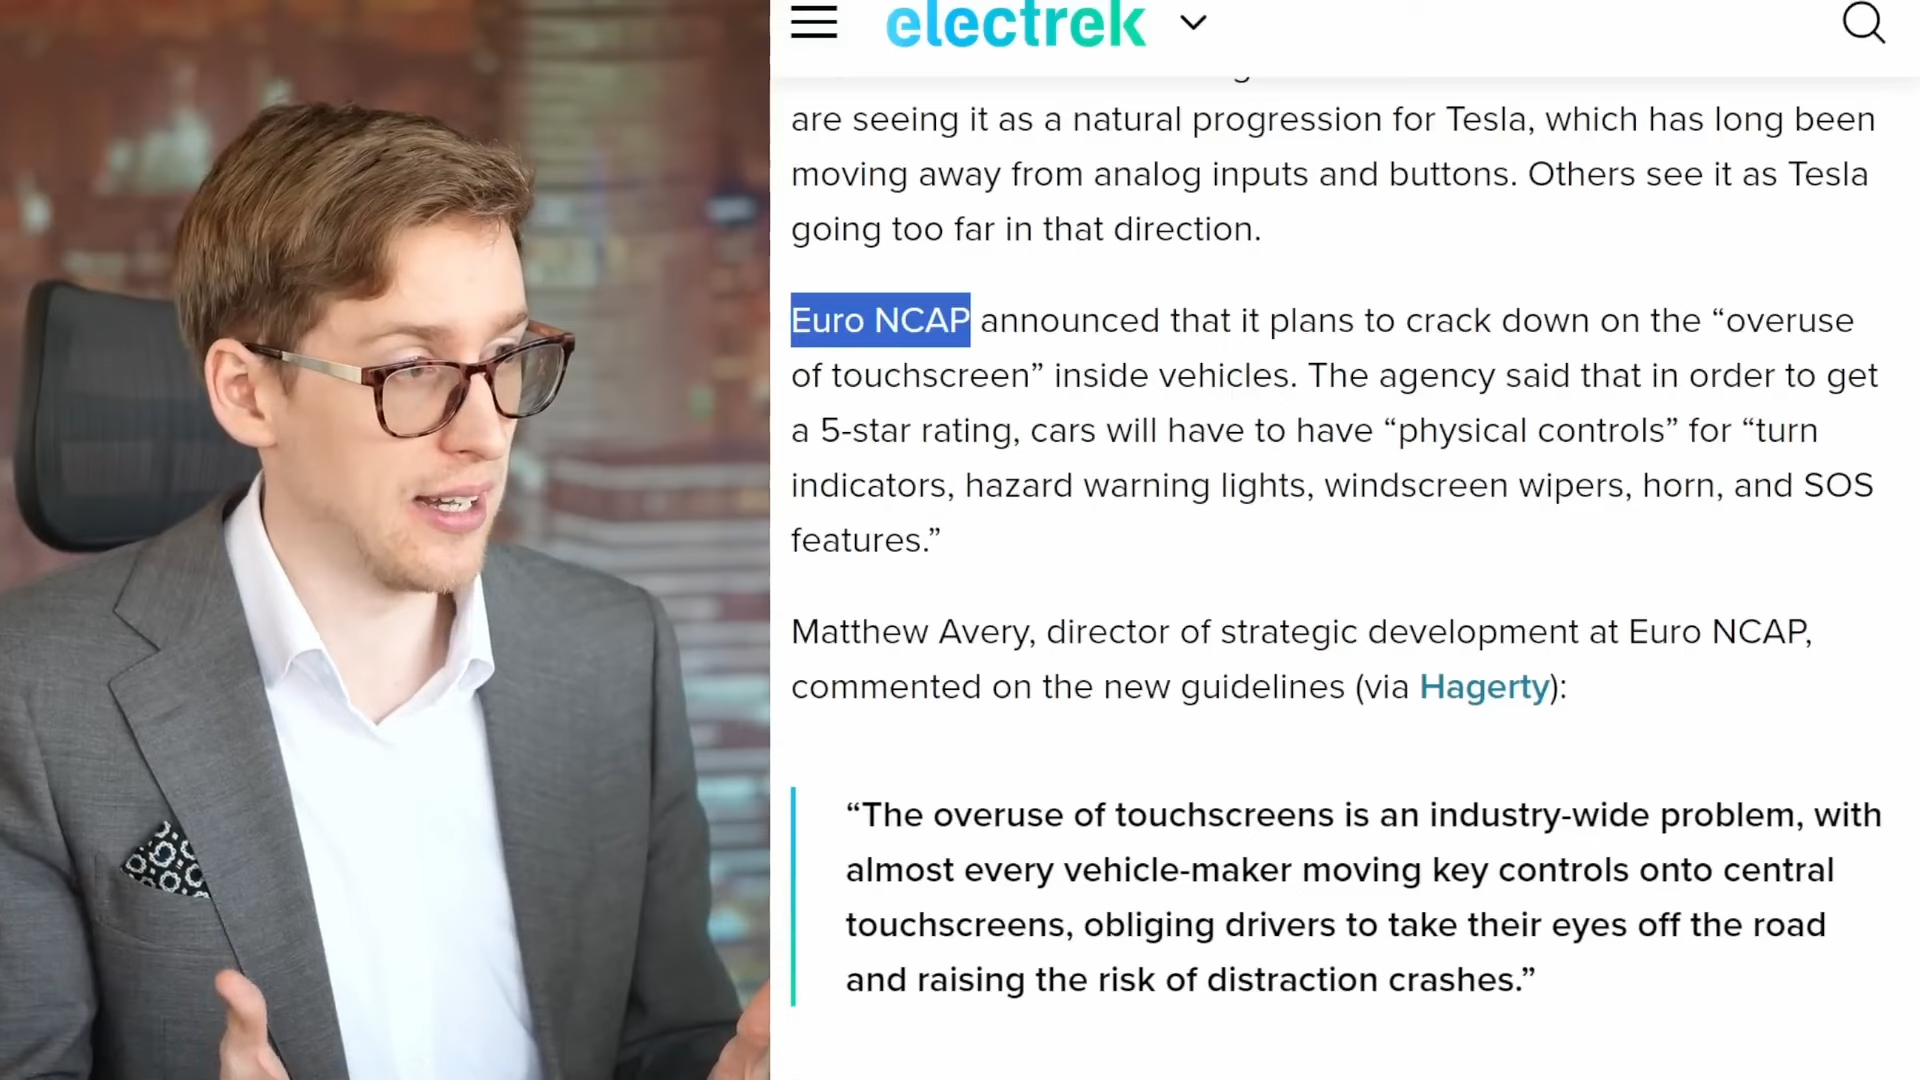 electrek
are seeing it as a natural progression for Tesla, which has long been
moving away from analog inputs and buttons. Others see it as Tesla
going too far in that direction.
Euro NCAP announced that it plans to crack down on the “overuse
of touchscreen” inside vehicles. The agency said that in order to get
a 5-star rating, cars will have to have “physical controls” for “turn
indicators, hazard warning lights, windscreen wipers, horn, and SOS
features.”
Matthew Avery, director of strategic development at Euro NCAP,
commented on the new guidelines (via Hagerty):
“The overuse of touchscreens is an industry-wide problem, with
almost every vehicle-maker moving key controls onto central
touchscreens, obliging drivers to take their eyes off the road
and raising the risk of distraction crashes.”